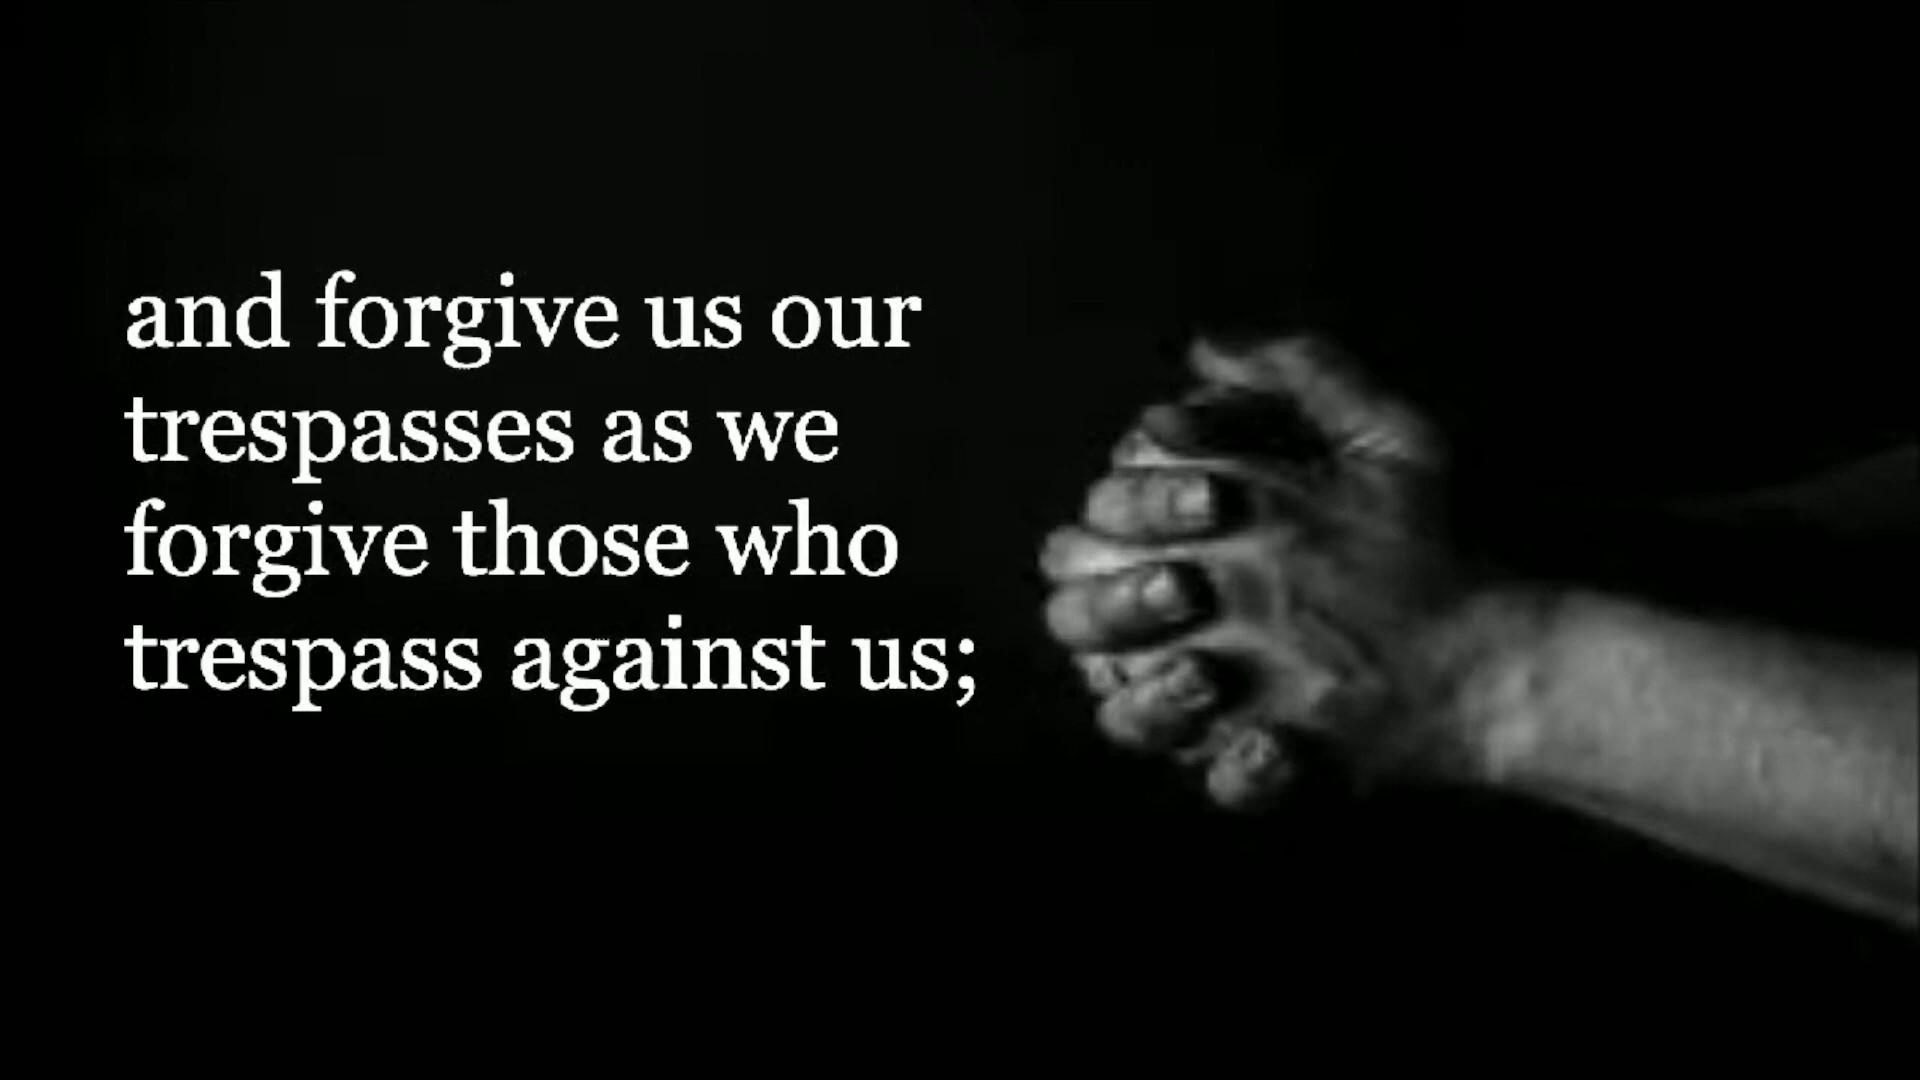 and forgive us our
trespasses as we
forgive those who
trespass against us;